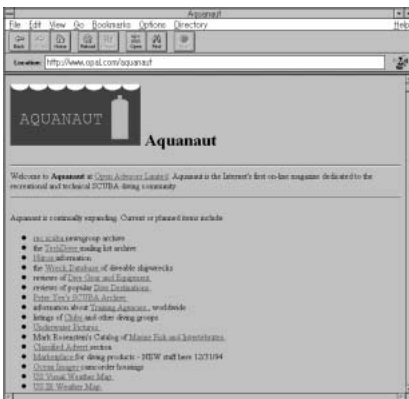 Aquanaut
File Edit View Go Bookmarks Options Directory Help
Back Home Reload Open Find
Location: http://www.opal.com/aquanaut
AQUANAUT
Aquanaut
Welcome to Aquanaut at Opal Limited. Aquanaut is the Internet's first on-line magazine dedicated to the
recreational and technical SCUBA diving community.
Aquanaut is continually expanding. Current or planned items include
rec.scuba newsgroup archive
the TechDiver mailing list archive
information
the Wreck Database of diveable shipwrecks
reviews of Dive Gear and Equipment.
reviews of popular Dive Destinations.
Peter Yee's SCUBA Archive.
information about Training Agencies, worldwide
listings of Clubs and other diving groups
Underwater Pictures.
Mark Rosenstein's Catalog of Marine Fish and Invertebrates.
Classified Advert section
Marketplace for diving products - NEW stuff here 12/31/94
Ocean Images camcorder housings
US Visual Weather Map.
US IR Weather Map.